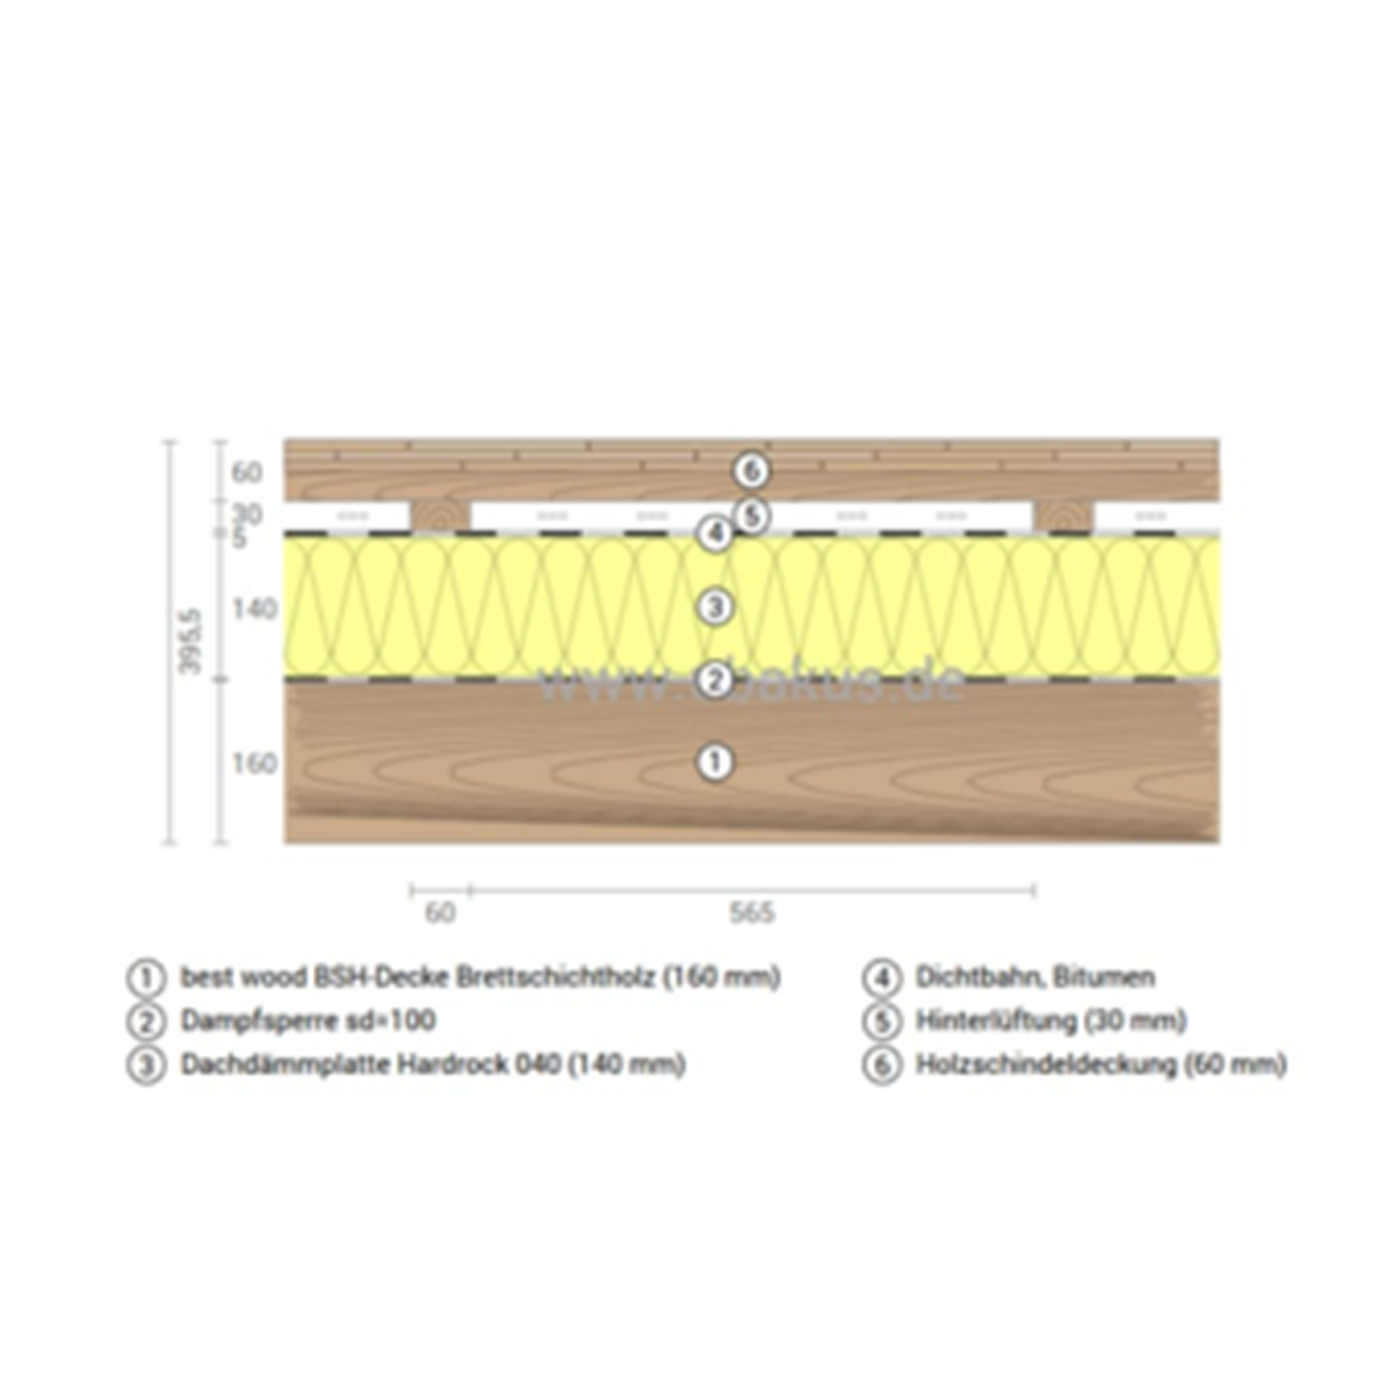 60
30
5
140
395,5
160
6
5
4
3
2
1
www.ubakus.de
60 565
1 best wood BSH-Decke Brettschichtholz (160 mm)
2 Dampfsperre sd=100
3 Dachdämmplatte Hardrock 040 (140 mm)
4 Dichtbahn, Bitumen
5 Hinterlüftung (30 mm)
6 Holzschindeldeckung (60 mm)